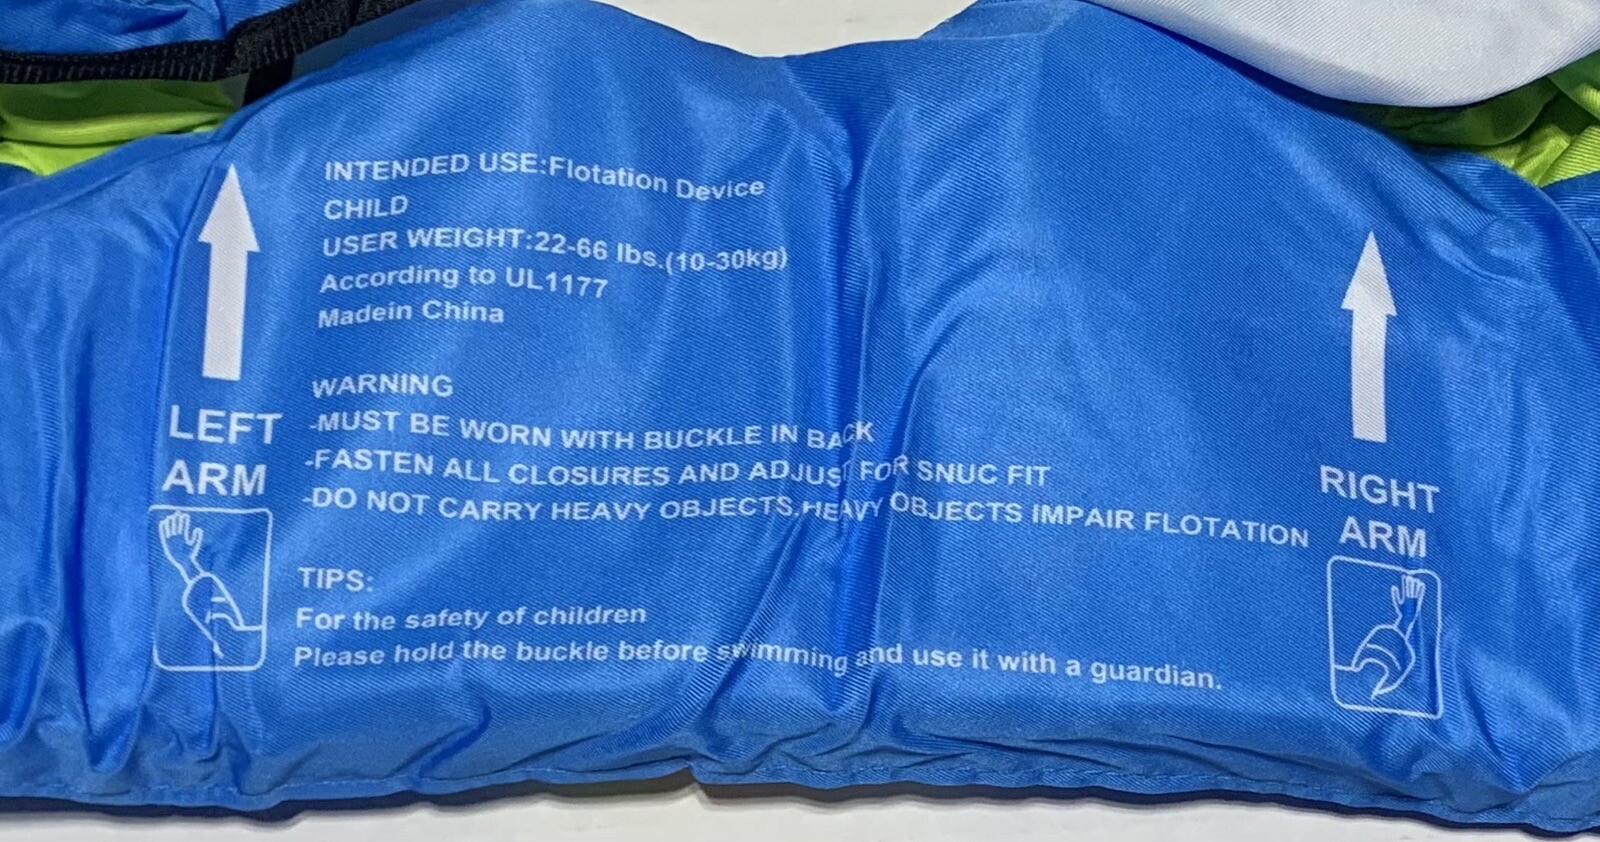 INTENDED USE:Flotation Device
CHILD
USER WEIGHT:22-66 lbs.(10-30kg)
According to UL1177
Madein China
WARNING
-MUST BE WORN WITH BUCKLE IN BACK
-FASTEN ALL CLOSURES AND ADJUST FOR SNUC FIT
-DO NOT CARRY HEAVY OBJECTS,HEAVY OBJECTS IMPAIR FLOTATION
TIPS:
For the safety of children
Please hold the buckle before swimming and use it with a guardian.
LEFT
ARM
RIGHT
ARM